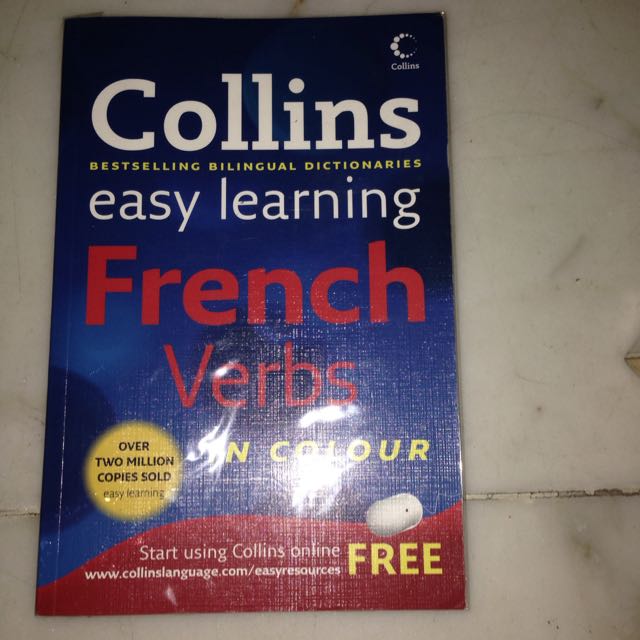 Collins
Collins
BESTSELLING BILINGUAL DICTIONARIES
easy learning
French
Verbs
IN COLOUR
OVER
TWO MILLION
COPIES SOLD
easy learning
Start using Collins online
www.collinslanguage.com/easyresources
FREE